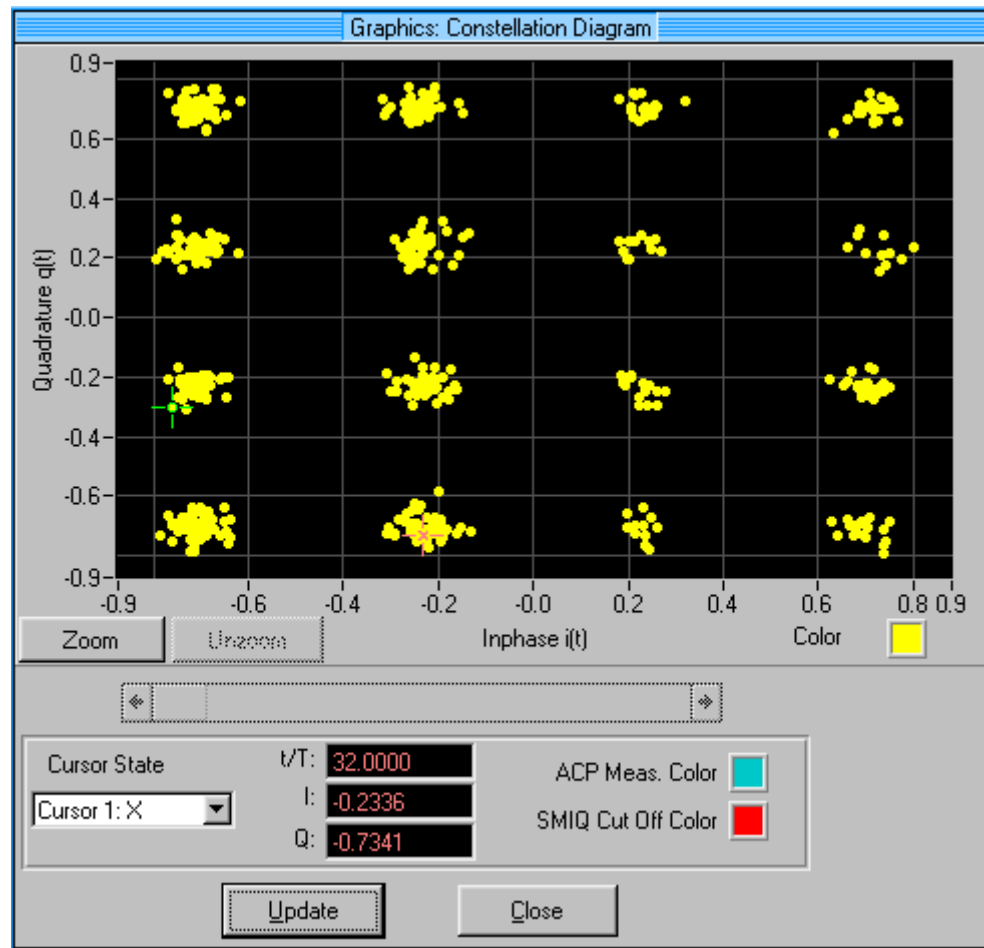 Graphics: Constellation Diagram
0.9
0.6
0.4
0.2
-0.0
-0.2
-0.4
-0.6
-0.9
Quadrature q(t)
-0.9 -0.6 -0.4 -0.2 -0.0 0.2 0.4 0.6 0.8 0.9
Zoom Unzoom Inphase i(t) Color
Cursor State t/T: 32.0000 ACP Meas. Color
Cursor 1: X I: -0.2336 SMIQ Cut Off Color
Q: -0.7341
Update Close